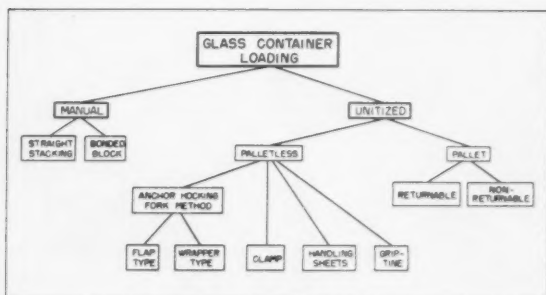 GLASS CONTAINER
LOADING
MANUAL
UNITIZED
STRAIGHT
STACKING
BONDED
BLOCK
PALLETLESS
PALLET
ANCHOR HOCKING
FORK METHOD
RETURNABLE
NON-
RETURNABLE
FLAP
TYPE
WRAPPER
TYPE
CLAMP
HANDLING
SHEETS
GRIP-
TINE